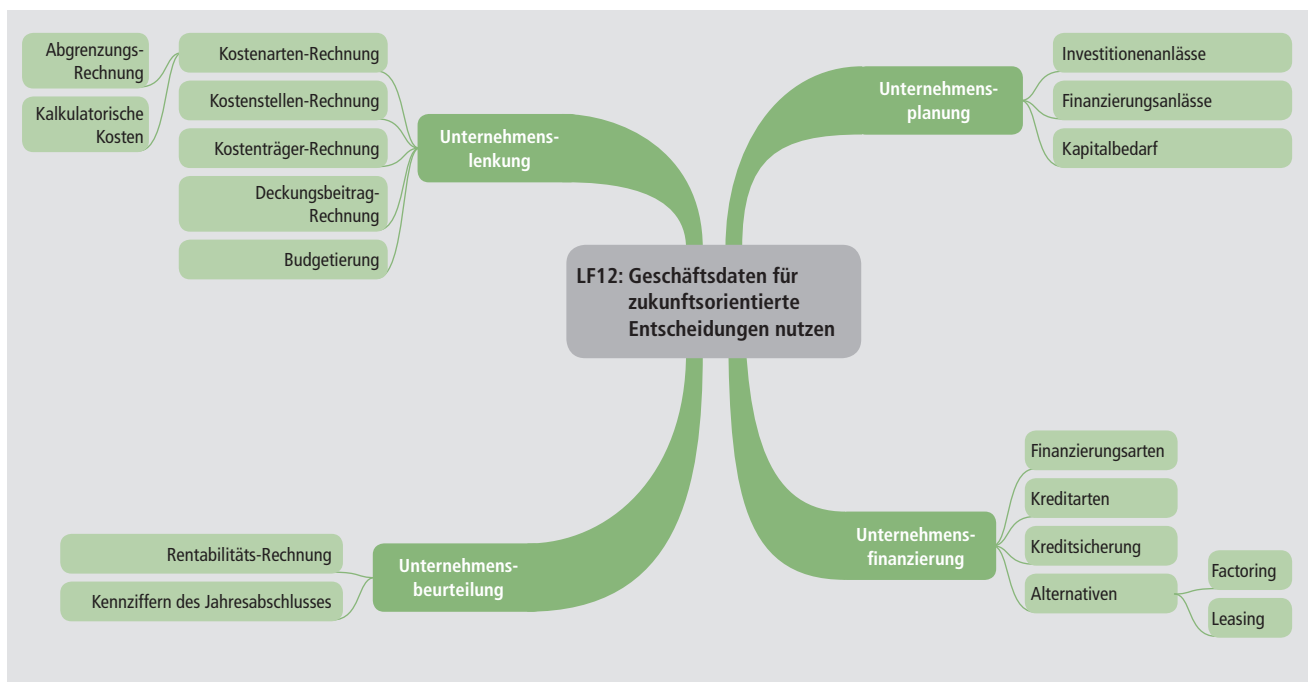 Abgrenzungs-
Rechnung
Kalkulatorische
Kosten
Kostenarten-Rechnung
Kostenstellen-Rechnung
Kostenträger-Rechnung
Deckungsbeitrag-
Rechnung
Budgetierung
Unternehmens-
lenkung
Unternehmens-
planung
Investitionenanlässe
Finanzierungsanlässe
Kapitalbedarf
LF12: Geschäftsdaten für
zukunftsorientierte
Entscheidungen nutzen
Rentabilitäts-Rechnung
Kennziffern des Jahresabschlusses
Unternehmens-
beurteilung
Unternehmens-
finanzierung
Finanzierungsarten
Kreditarten
Kreditsicherung
Alternativen
Factoring
Leasing